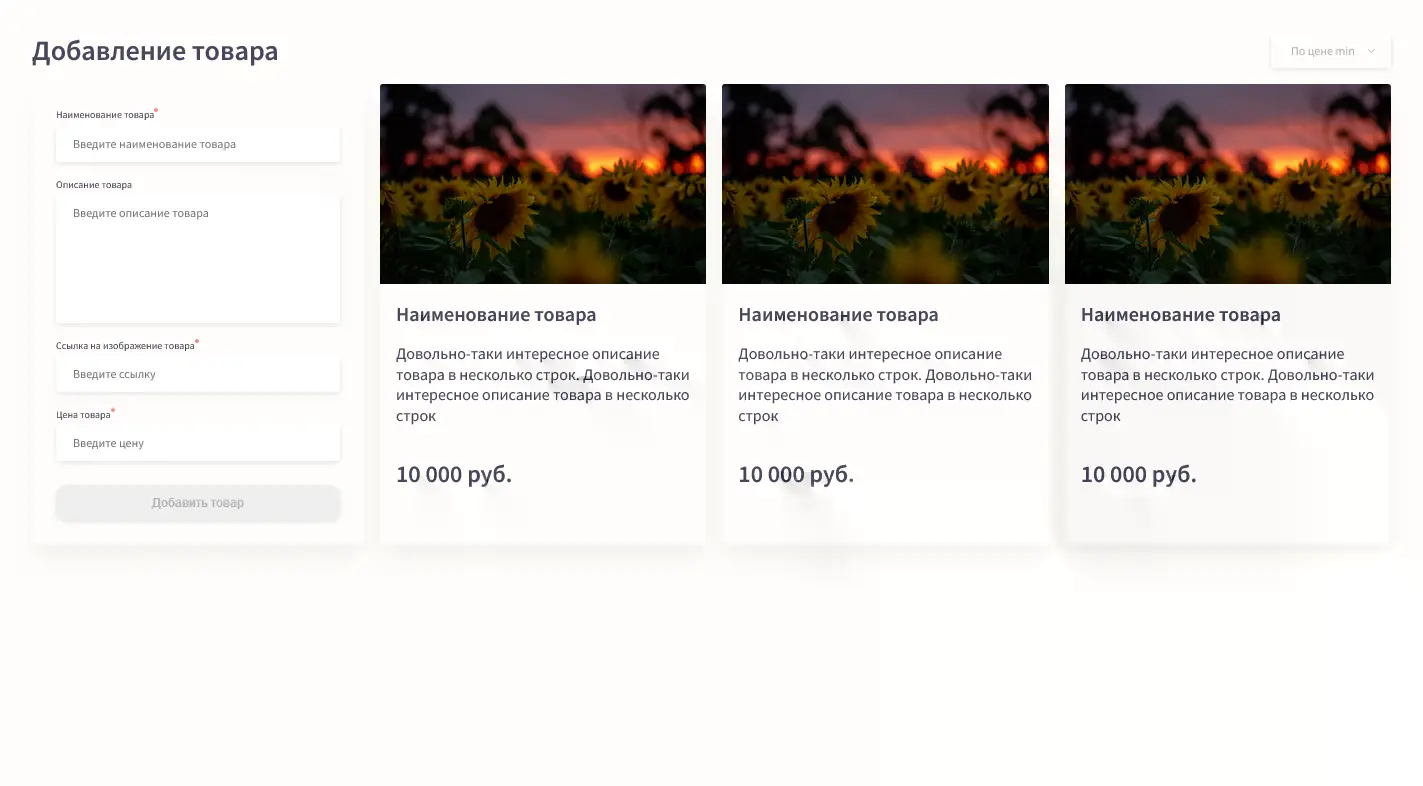 Добавление товара
По цене min
Наименование товара*
Введите наименование товара
Описание товара
Введите описание товара
Ссылка на изображение товара*
Введите ссылку
Цена товара*
Введите цену
Добавить товар
Наименование товара
Довольно-таки интересное описание
товара в несколько строк. Довольно-таки
интересное описание товара в несколько
строк
10 000 руб.
Наименование товара
Довольно-таки интересное описание
товара в несколько строк. Довольно-таки
интересное описание товара в несколько
строк
10 000 руб.
Наименование товара
Довольно-таки интересное описание
товара в несколько строк. Довольно-таки
интересное описание товара в несколько
строк
10 000 руб.